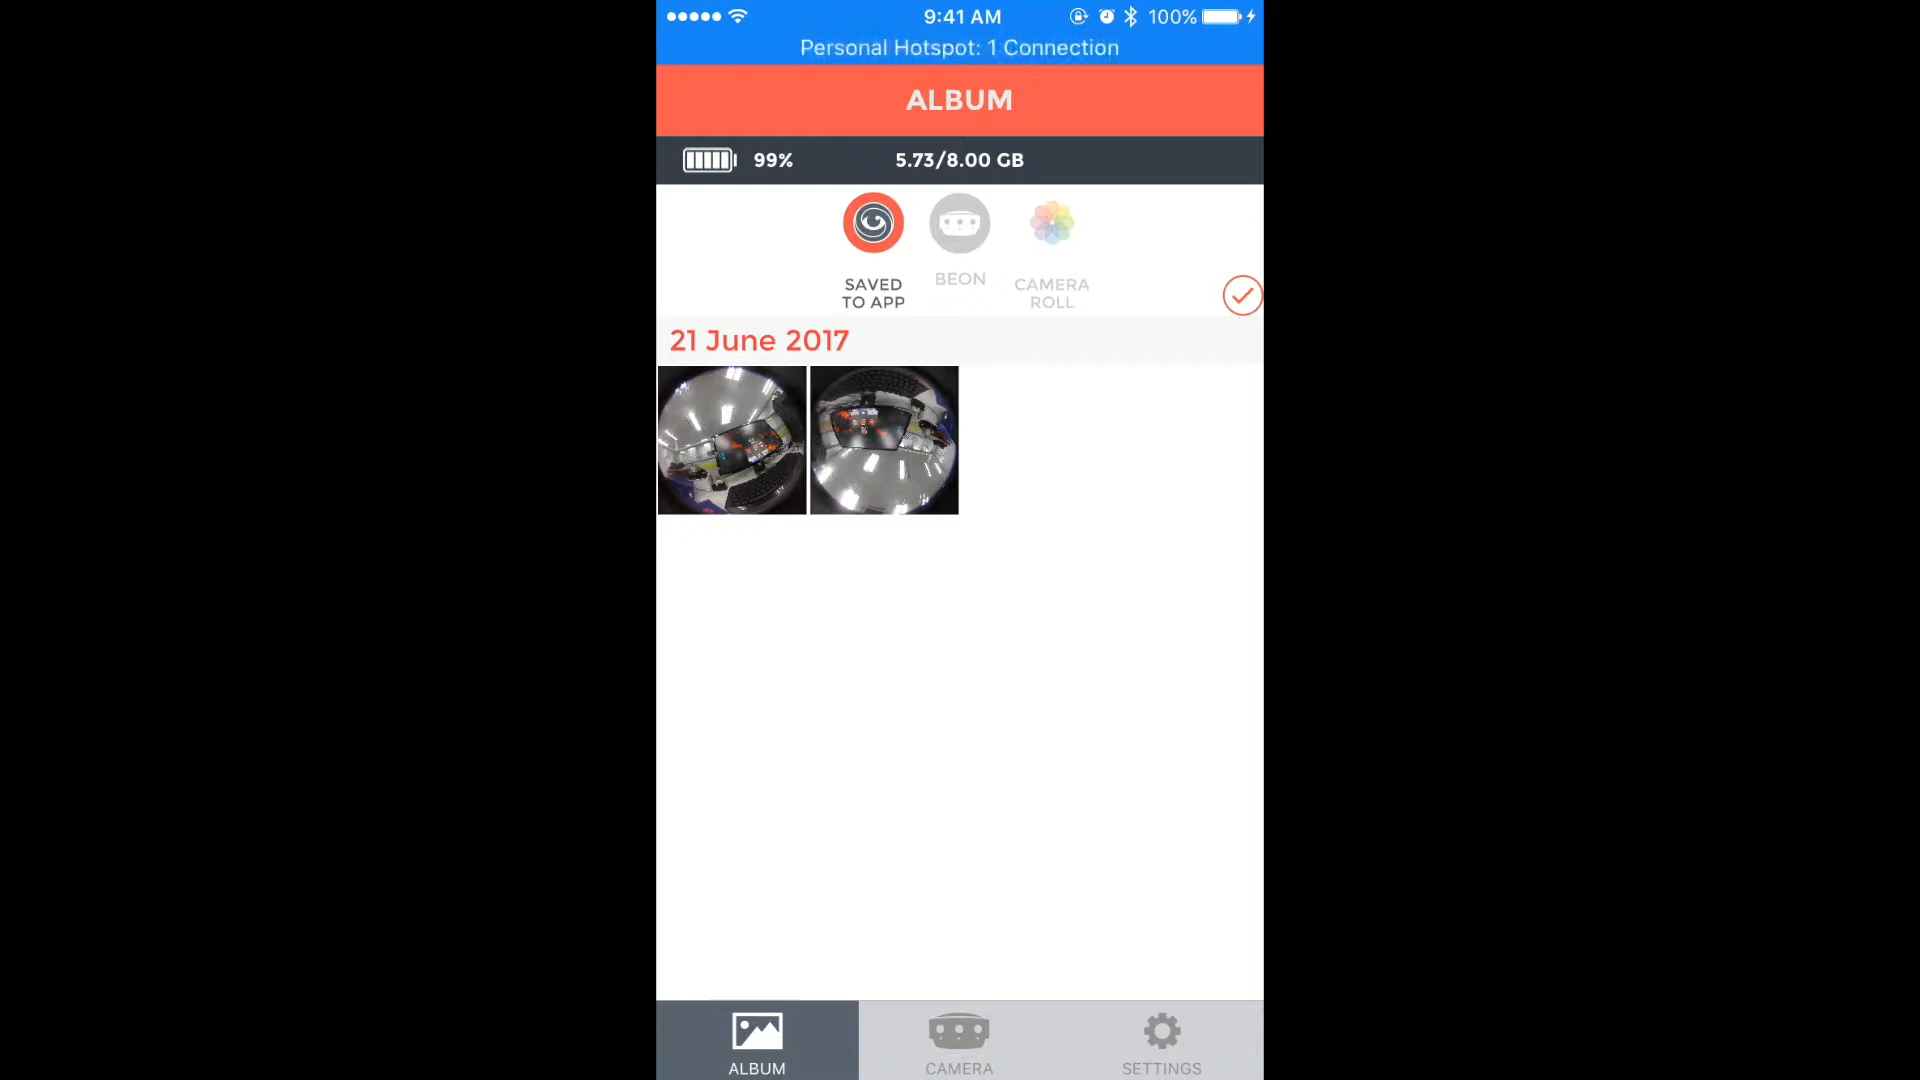 9:41 AM
100%
Personal Hotspot: 1 Connection
ALBUM
99%
5.73/8.00 GB
SAVED
TO APP
BEON
CAMERA
ROLL
21 June 2017
ALBUM
CAMERA
SETTINGS